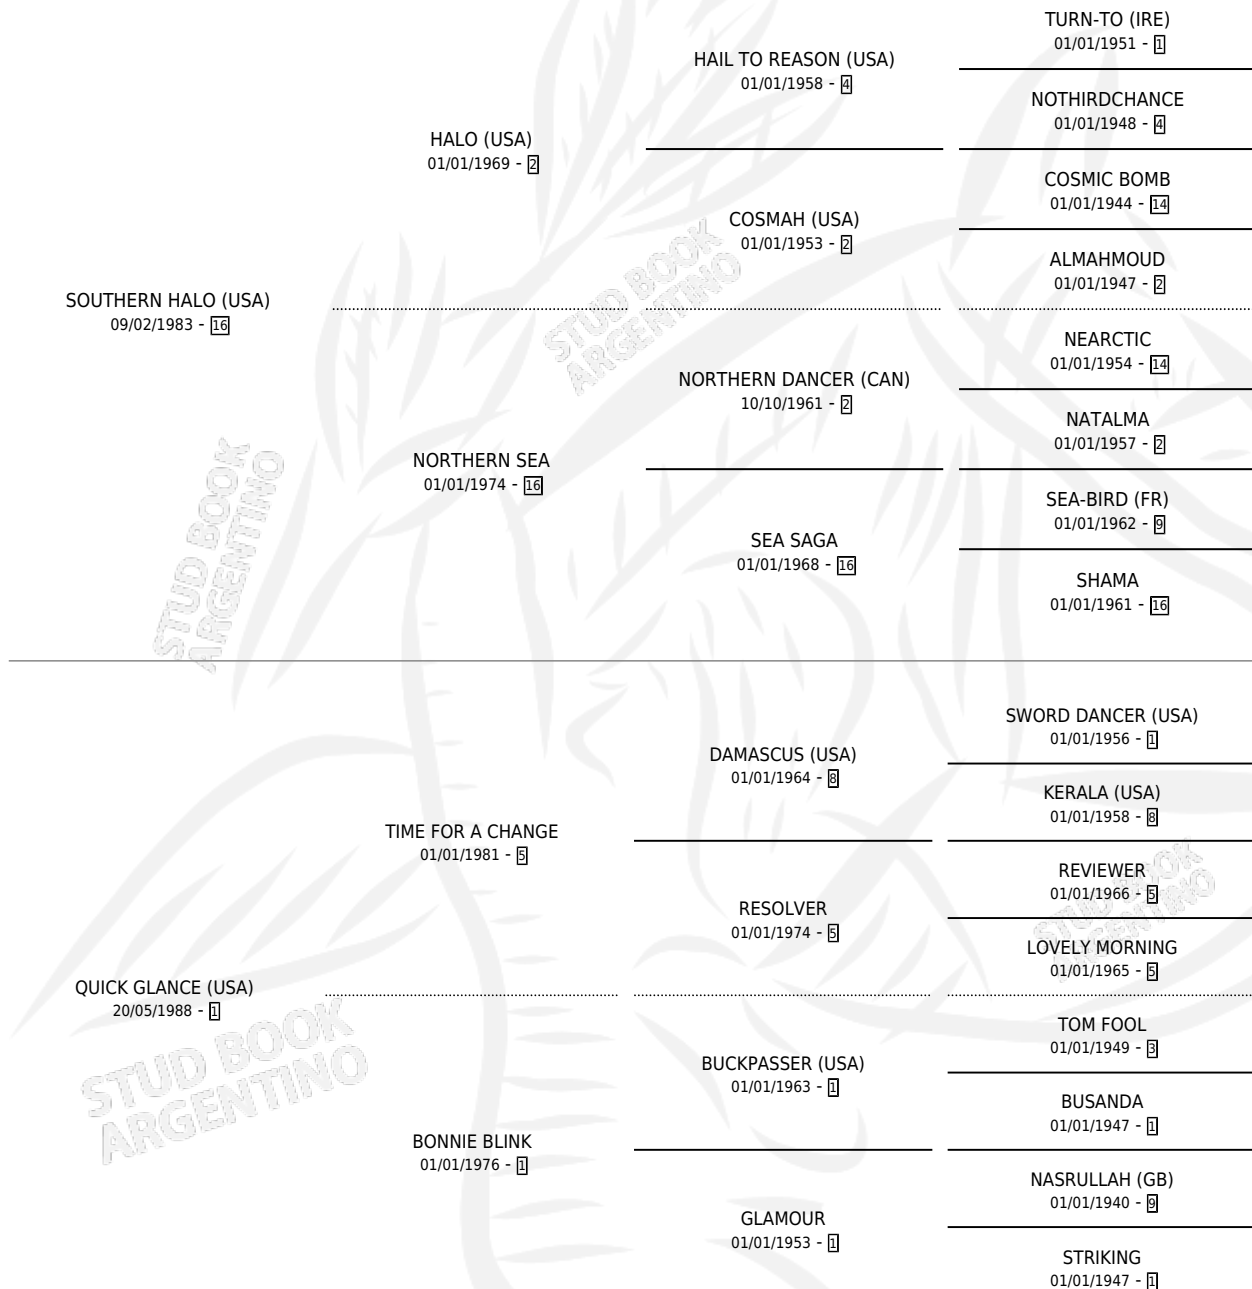 TURN-TO (IRE)
01/01/1951 - 1
HAIL TO REASON (USA)
01/01/1958 - 4
NOTHIRDCHANCE
01/01/1948 - 4
HALO (USA)
01/01/1969 - 2
COSMIC BOMB
01/01/1944 - 14
COSMAH (USA)
01/01/1953 - 2
ALMAHMOUD
01/01/1947 - 2
SOUTHERN HALO (USA)
09/02/1983 - 16
NEARCTIC
01/01/1954 - 14
NORTHERN DANCER (CAN)
10/10/1961 - 2
NATALMA
01/01/1957 - 2
NORTHERN SEA
01/01/1974 - 16
SEA-BIRD (FR)
01/01/1962 - 9
SEA SAGA
01/01/1968 - 16
SHAMA
01/01/1961 - 16
STUD BOOK
ARGENTINO
STUD BOOK
ARGENTINO
SWORD DANCER (USA)
01/01/1956 - 1
DAMASCUS (USA)
01/01/1964 - 8
KERALA (USA)
01/01/1958 - 8
TIME FOR A CHANGE
01/01/1981 - 5
REVIEWER
01/01/1966 - 5
RESOLVER
01/01/1974 - 5
LOVELY MORNING
01/01/1965 - 5
STUD BOOK
ARGENTINO
QUICK GLANCE (USA)
20/05/1988 - 1
TOM FOOL
01/01/1949 - 3
BUCKPASSER (USA)
01/01/1963 - 1
BUSANDA
01/01/1947 - 1
STUD BOOK
ARGENTINO
BONNIE BLINK
01/01/1976 - 1
NASRULLAH (GB)
01/01/1940 - 9
GLAMOUR
01/01/1953 - 1
STRIKING
01/01/1947 - 1